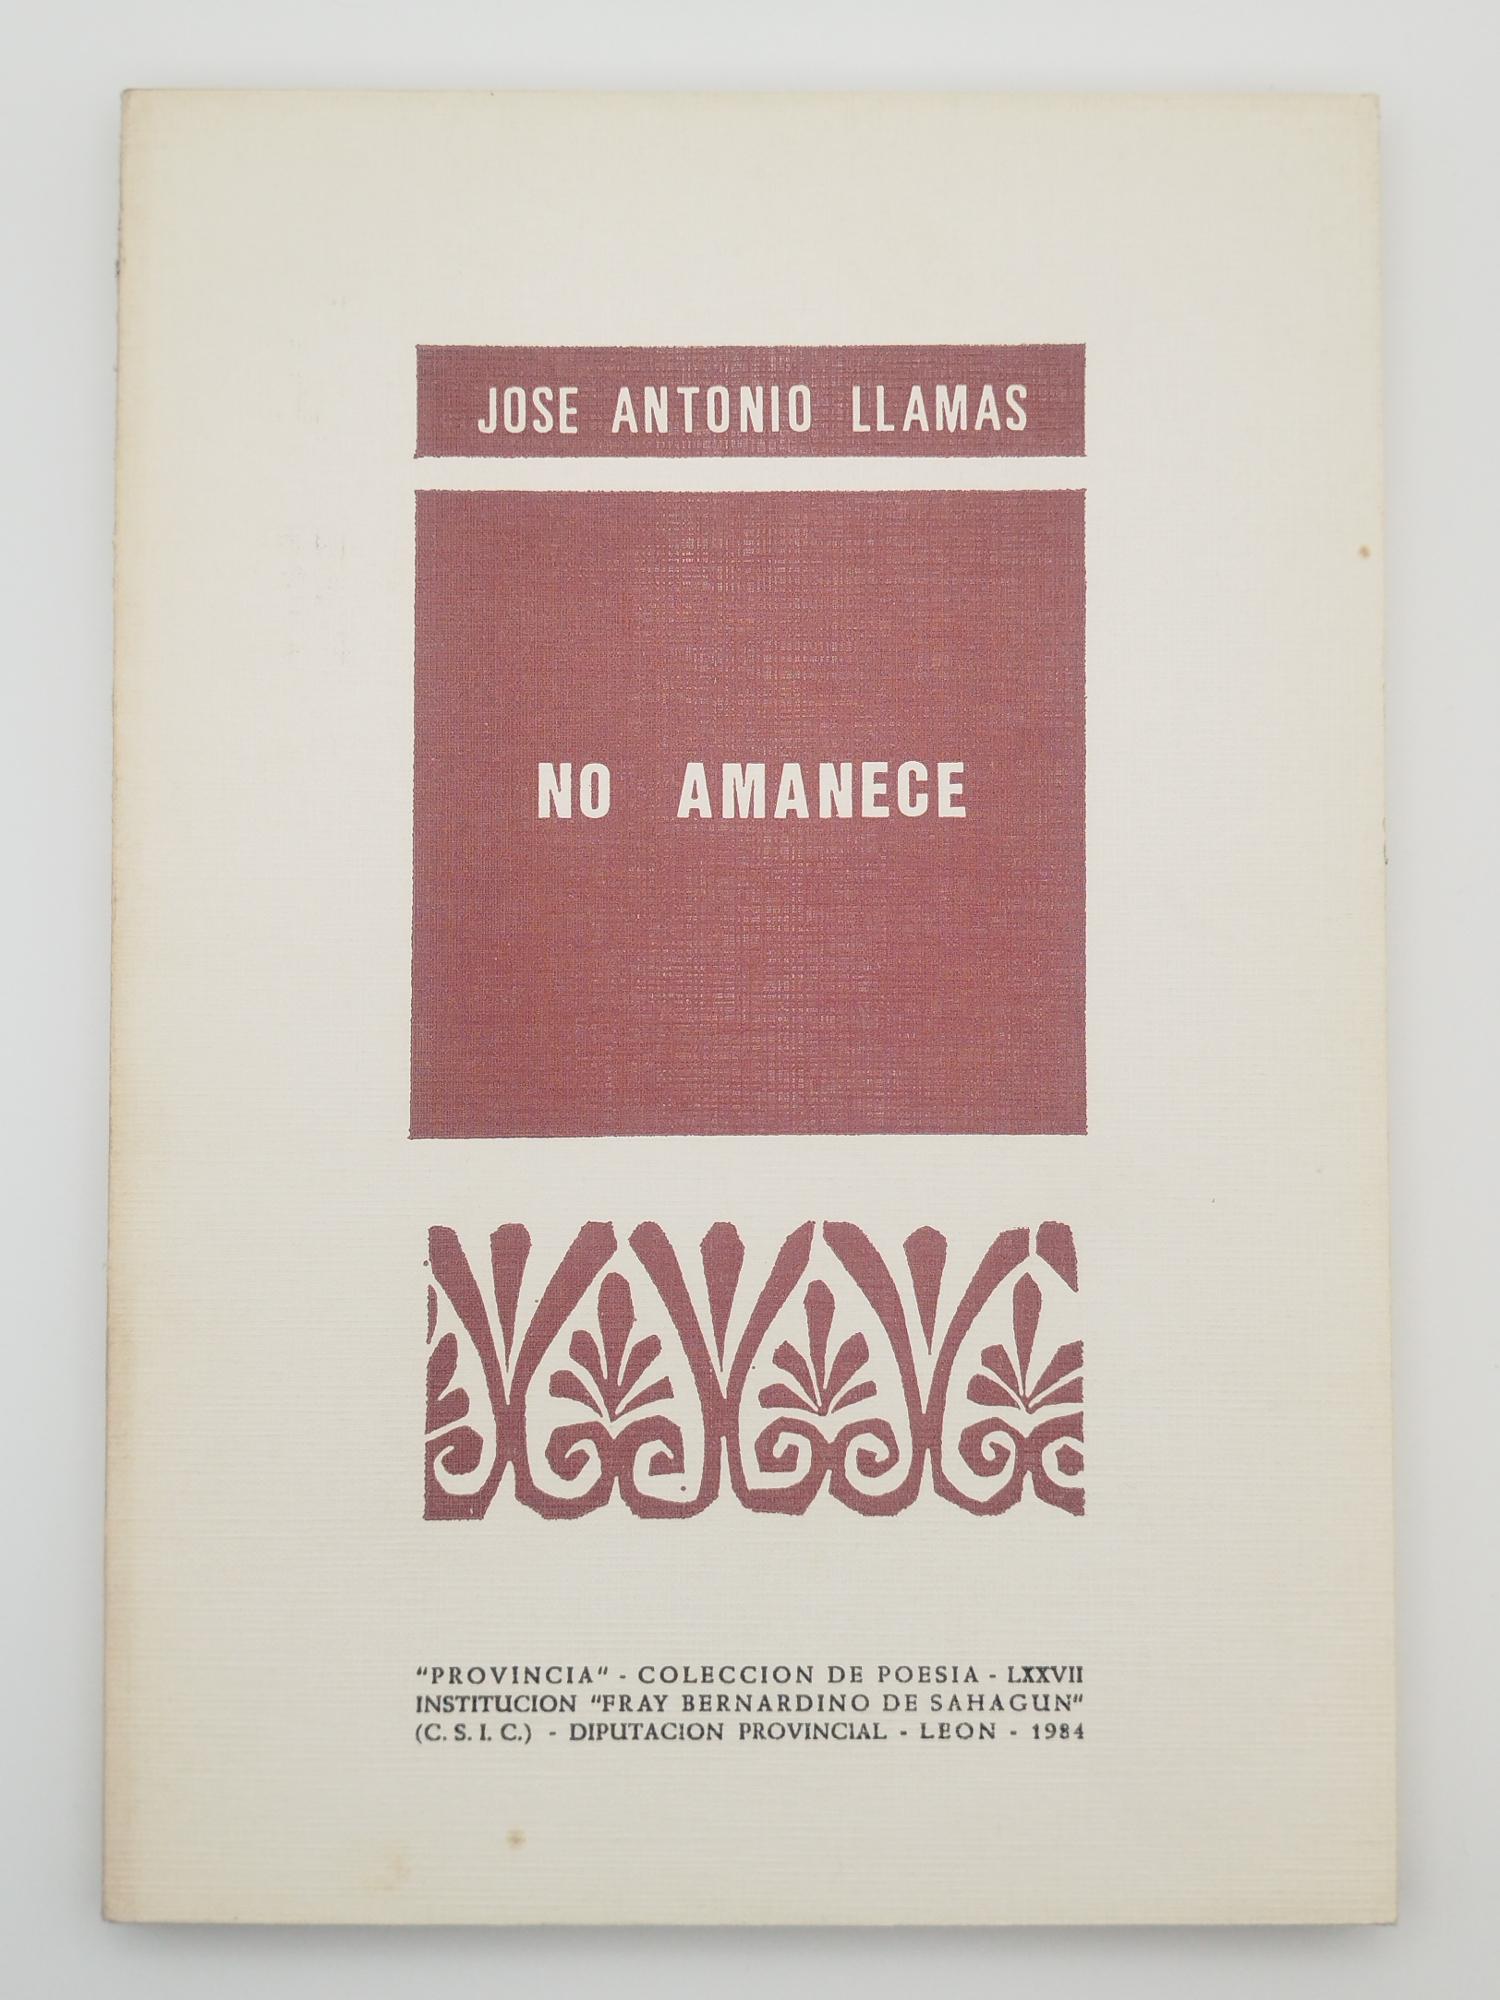 JOSE ANTONIO LLAMAS
NO AMANECE
"PROVINCIA" - COLECCION DE POESIA - LXXVII
INSTITUCION "FRAY BERNARDINO DE SAHAGUN"
(C. S. I. C.) - DIPUTACION PROVINCIAL - LEON - 1984